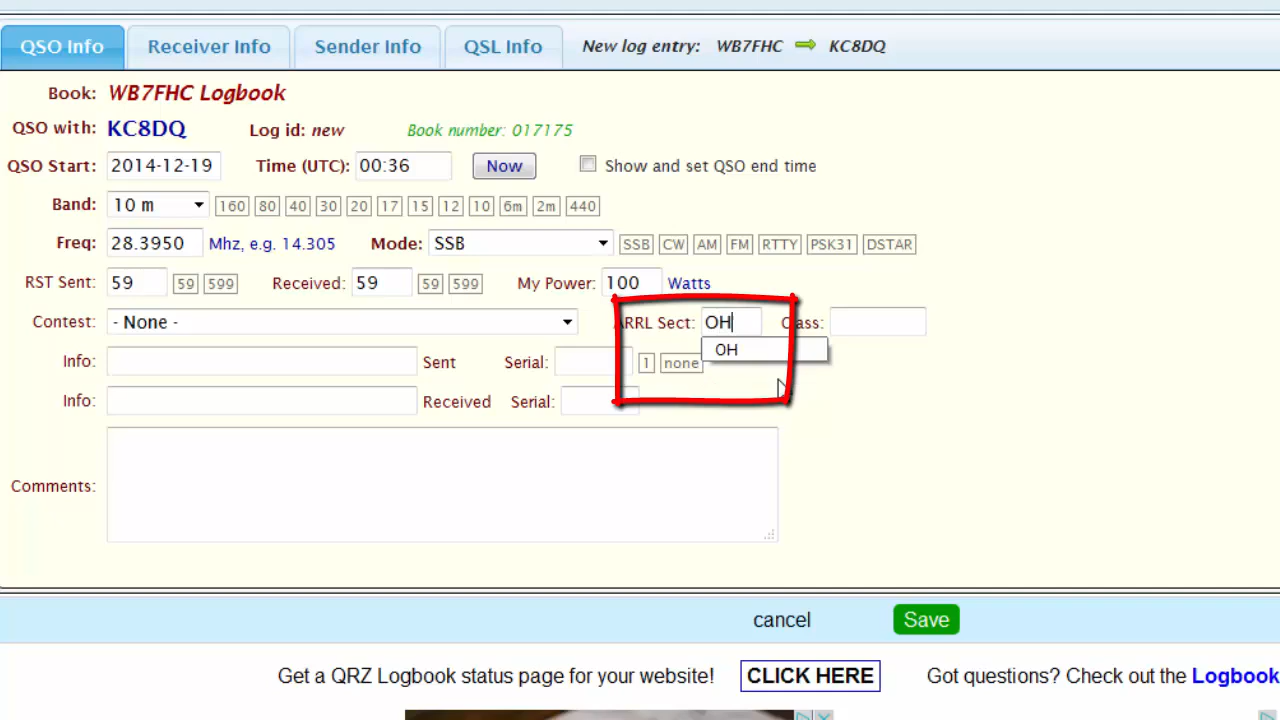 QSO Info Receiver Info Sender Info QSL Info New log entry: WB7FHC KC8DQ
Book: WB7FHC Logbook
QSO with: KC8DQ Log id: new Book number: 017175
QSO Start: 2014-12-19 Time (UTC): 00:36 Now Show and set QSO end time
Band: 10 m 160 80 40 30 20 17 15 12 10 6m 2m 440
Freq: 28.3950 Mhz, e.g. 14.305 Mode: SSB SSB CW AM FM RTTY PSK31 DSTAR
RST Sent: 59 59 599 Received: 59 59 599 My Power: 100 Watts
Contest: - None - ARRL Sect: OH Class:
OH
Info: Sent Serial: 1 none
Info: Received Serial:
Comments:
cancel Save
Get a QRZ Logbook status page for your website! CLICK HERE Got questions? Check out the Logbook